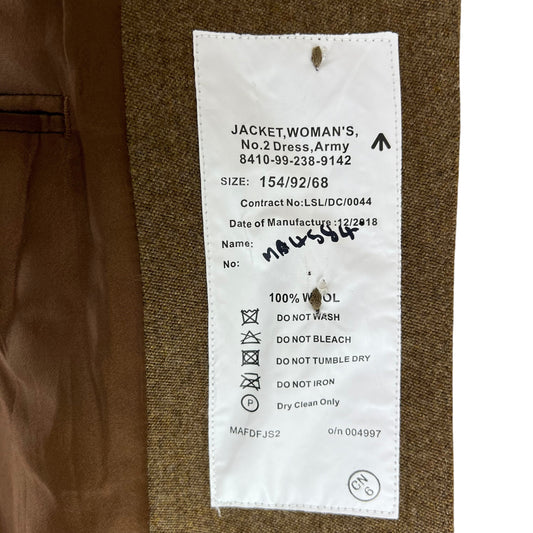 JACKET,WOMAN'S,
No.2 Dress,Army
8410-99-238-9142
SIZE: 154/92/68
Contract No:LSL/DC/0044
Date of Manufacture:12/2018
Name:
No:
100% WOOL
DO NOT WASH
DO NOT BLEACH
DO NOT TUMBLE DRY
DO NOT IRON
P Dry Clean Only
MAFDFJS2 o/n 004997
CN
6